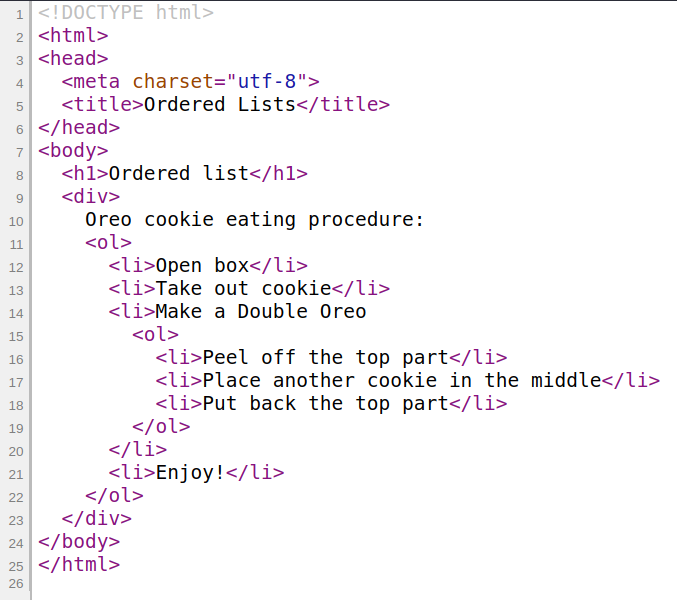 1 <!DOCTYPE html>
2 <html>
3 <head>
4   <meta charset="utf-8">
5   <title>Ordered Lists</title>
6 </head>
7 <body>
8   <h1>Ordered list</h1>
9   <div>
10     Oreo cookie eating procedure:
11     <ol>
12       <li>Open box</li>
13       <li>Take out cookie</li>
14       <li>Make a Double Oreo
15         <ol>
16           <li>Peel off the top part</li>
17           <li>Place another cookie in the middle</li>
18           <li>Put back the top part</li>
19         </ol>
20       </li>
21       <li>Enjoy!</li>
22     </ol>
23   </div>
24 </body>
25 </html>
26